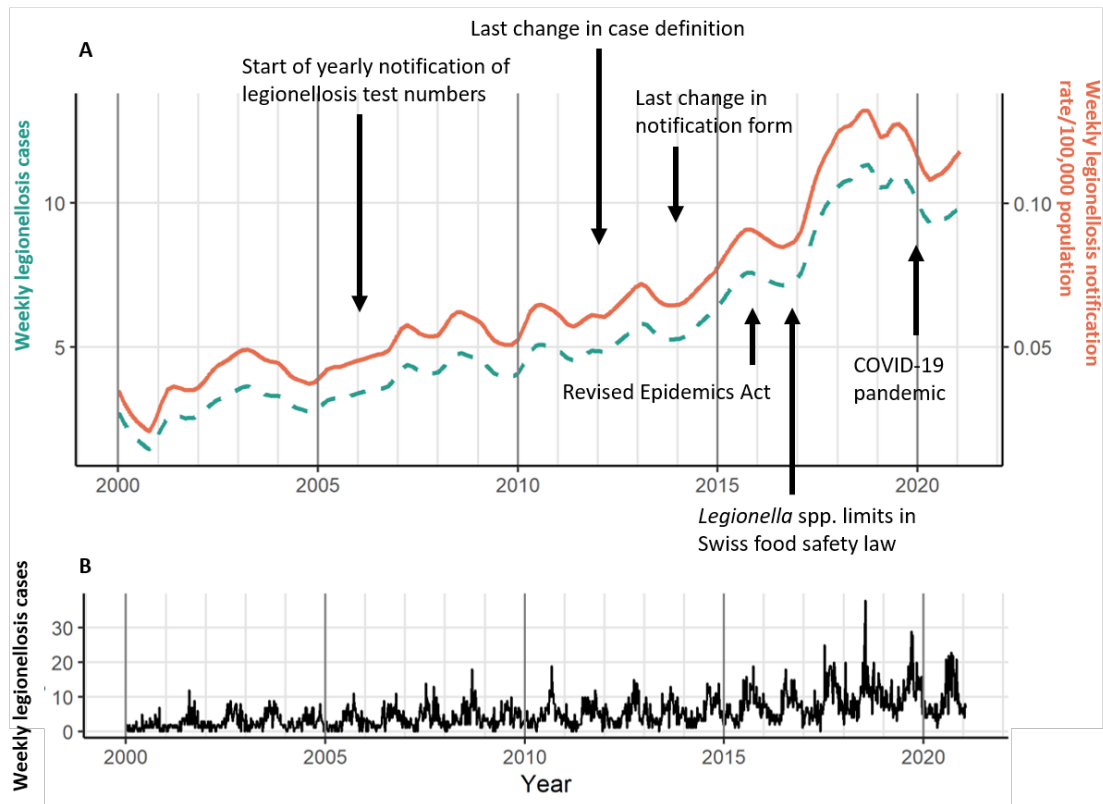 Last change in case definition
A
Start of yearly notification of
legionellosis test numbers
Last change in
notification form
Weekly legionellosis cases
Weekly legionellosis notification
rate/100,000 population
10
5
0.10
0.05
Revised Epidemics Act
COVID-19
pandemic
2000
2005
2010
2015
2020
Legionella spp. limits in
Swiss food safety law
B
Weekly legionellosis cases
30
20
10
0
2000
2005
2010
2015
2020
Year